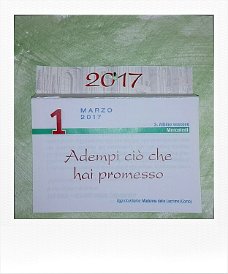 2017
1
MARZO
2017
Mercoledì
Adempi ciò che
hai promesso